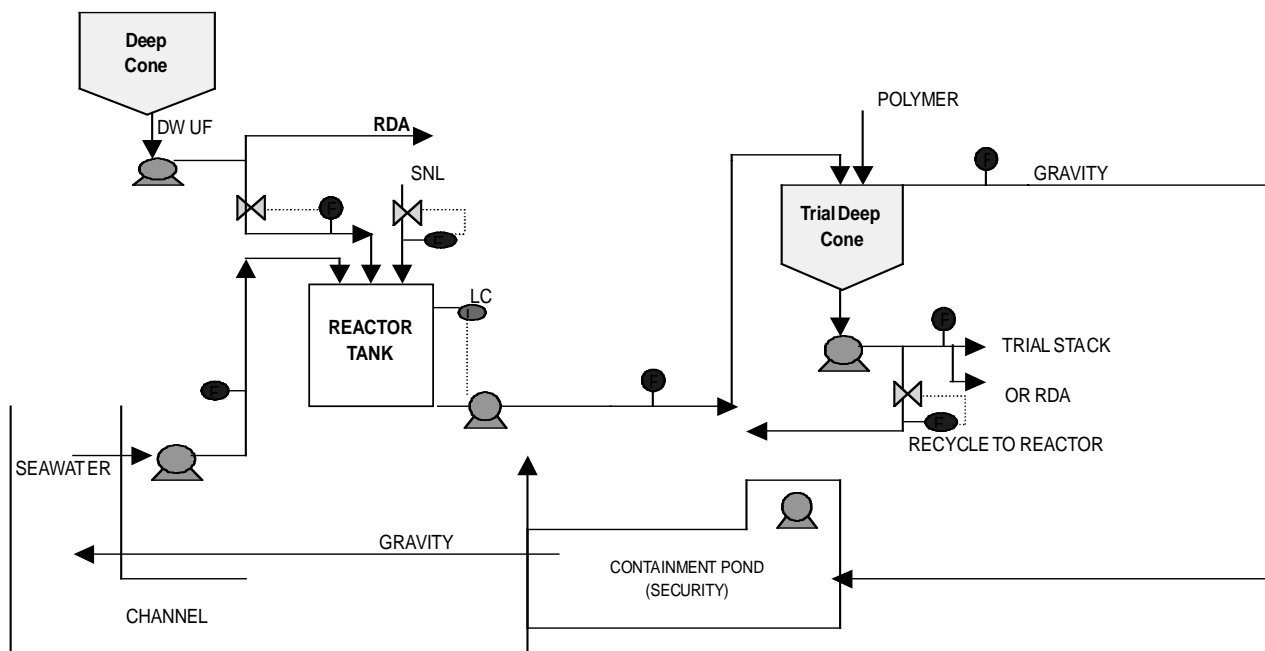 Deep
Cone
DW UF
RDA
SNL
POLYMER
F
GRAVITY
F
F
Trial Deep
Cone
LC
L
REACTOR
TANK
F
TRIAL STACK
F
F
OR RDA
F
RECYCLE TO REACTOR
SEAWATER
GRAVITY
CONTAINMENT POND
(SECURITY)
CHANNEL